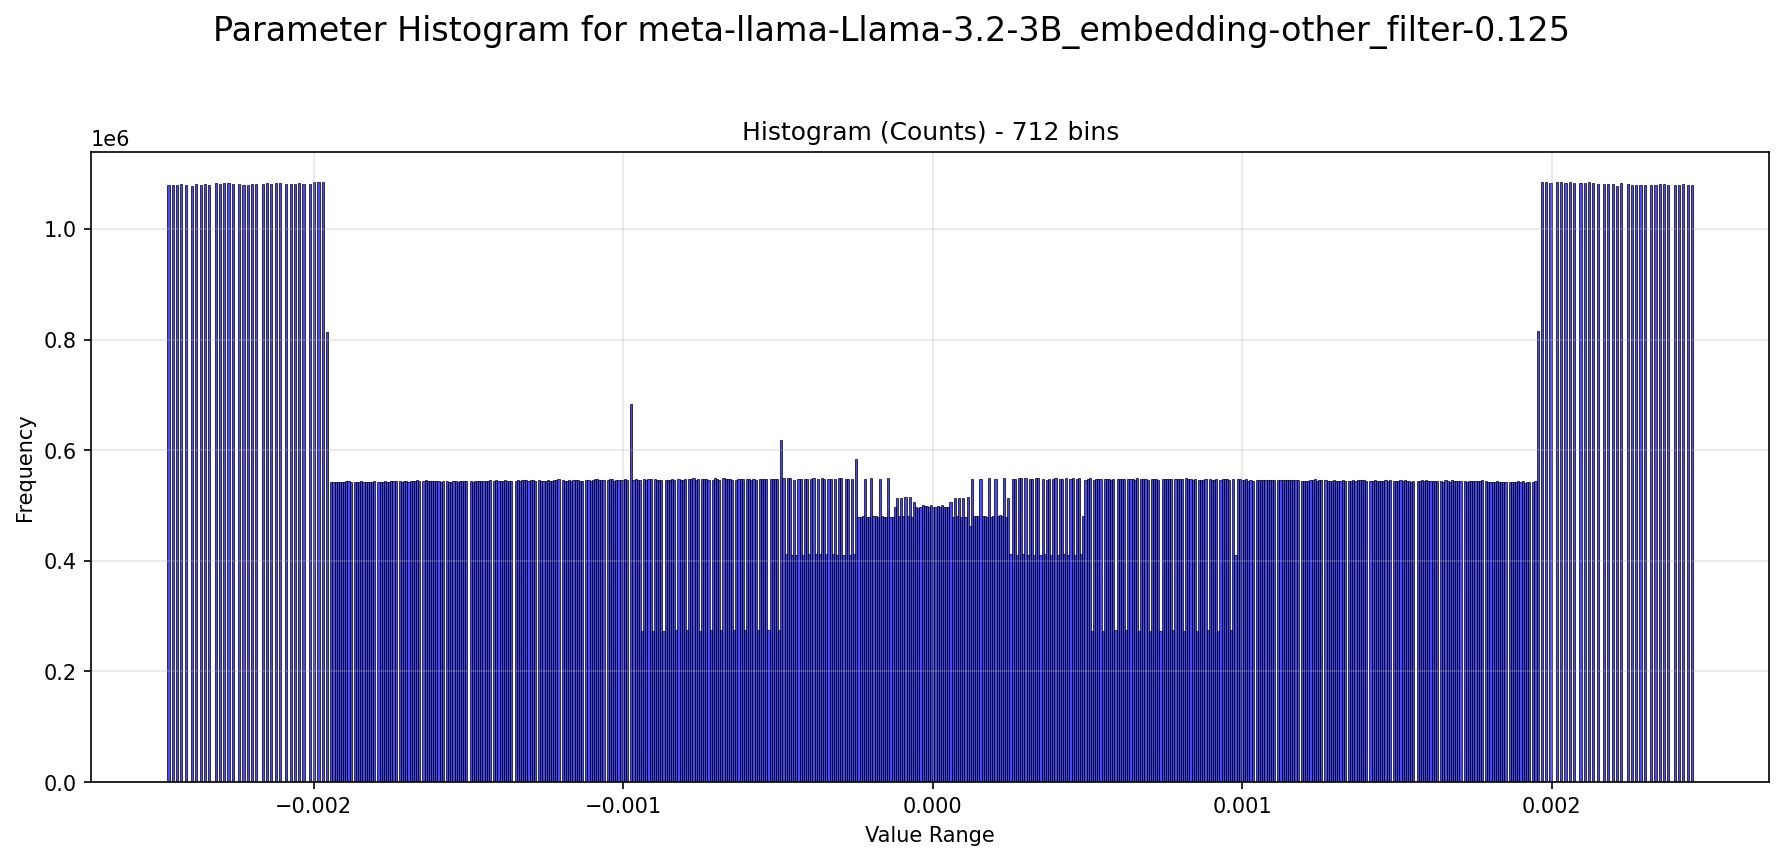 Parameter Histogram for meta-llama-Llama-3.2-3B_embedding-other_filter-0.125
Histogram (Counts) - 712 bins
1e6
1.0
0.8
0.6
0.4
0.2
0.0
Frequency
−0.002
−0.001
0.000
0.001
0.002
Value Range